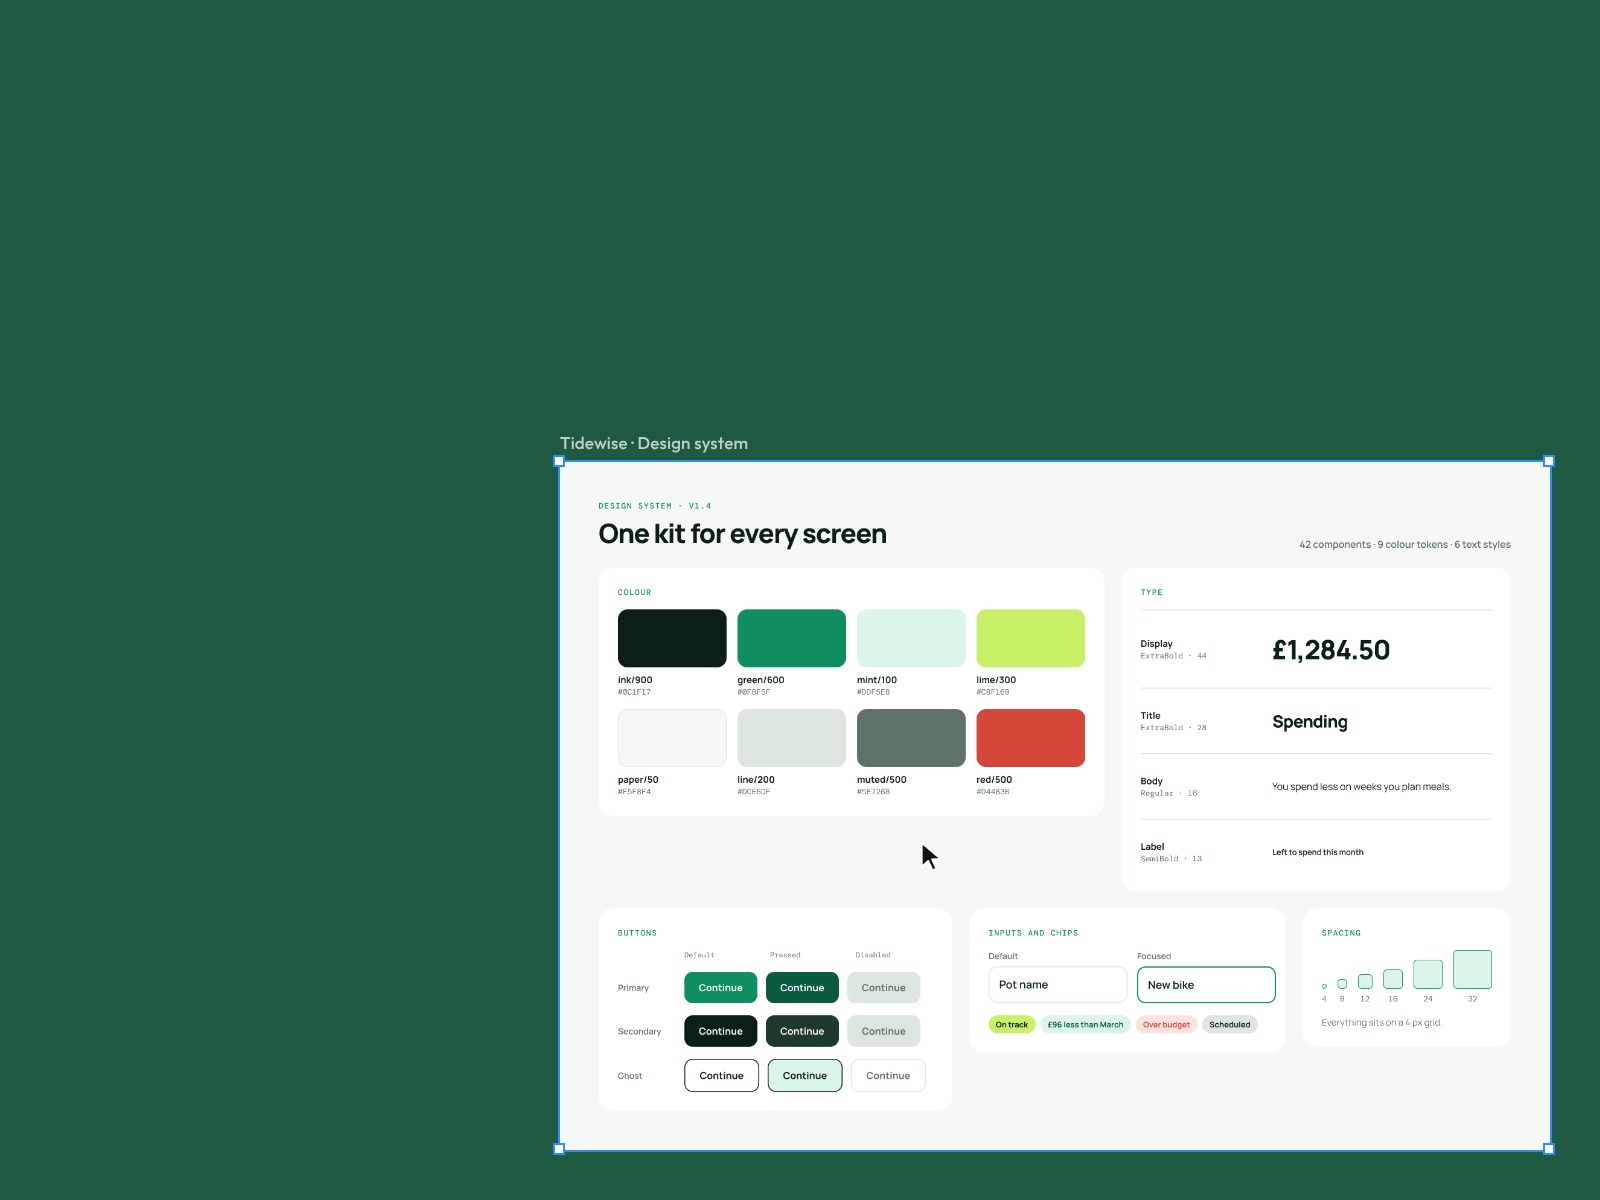 Tidewise · Design system
DESIGN SYSTEM · V1.4
One kit for every screen
42 components · 9 colour tokens · 6 text styles
COLOUR
ink/900
#0C1F17
green/600
#0F8F5F
mint/100
#DDF5E8
lime/300
#C8F169
paper/50
#F5F8F4
line/200
#DCE6DF
muted/500
#5E7268
red/500
#D4483B
TYPE
Display
ExtraBold · 44
£1,284.50
Title
ExtraBold · 28
Spending
Body
Regular · 16
You spend less on weeks you plan meals.
Label
SemiBold · 13
Left to spend this month
BUTTONS
Default Pressed Disabled
Primary Continue Continue Continue
Secondary Continue Continue Continue
Ghost Continue Continue Continue
INPUTS AND CHIPS
Default
Pot name
Focused
New bike
On track £96 less than March Over budget Scheduled
SPACING
4 8 12 16 24 32
Everything sits on a 4 px grid.